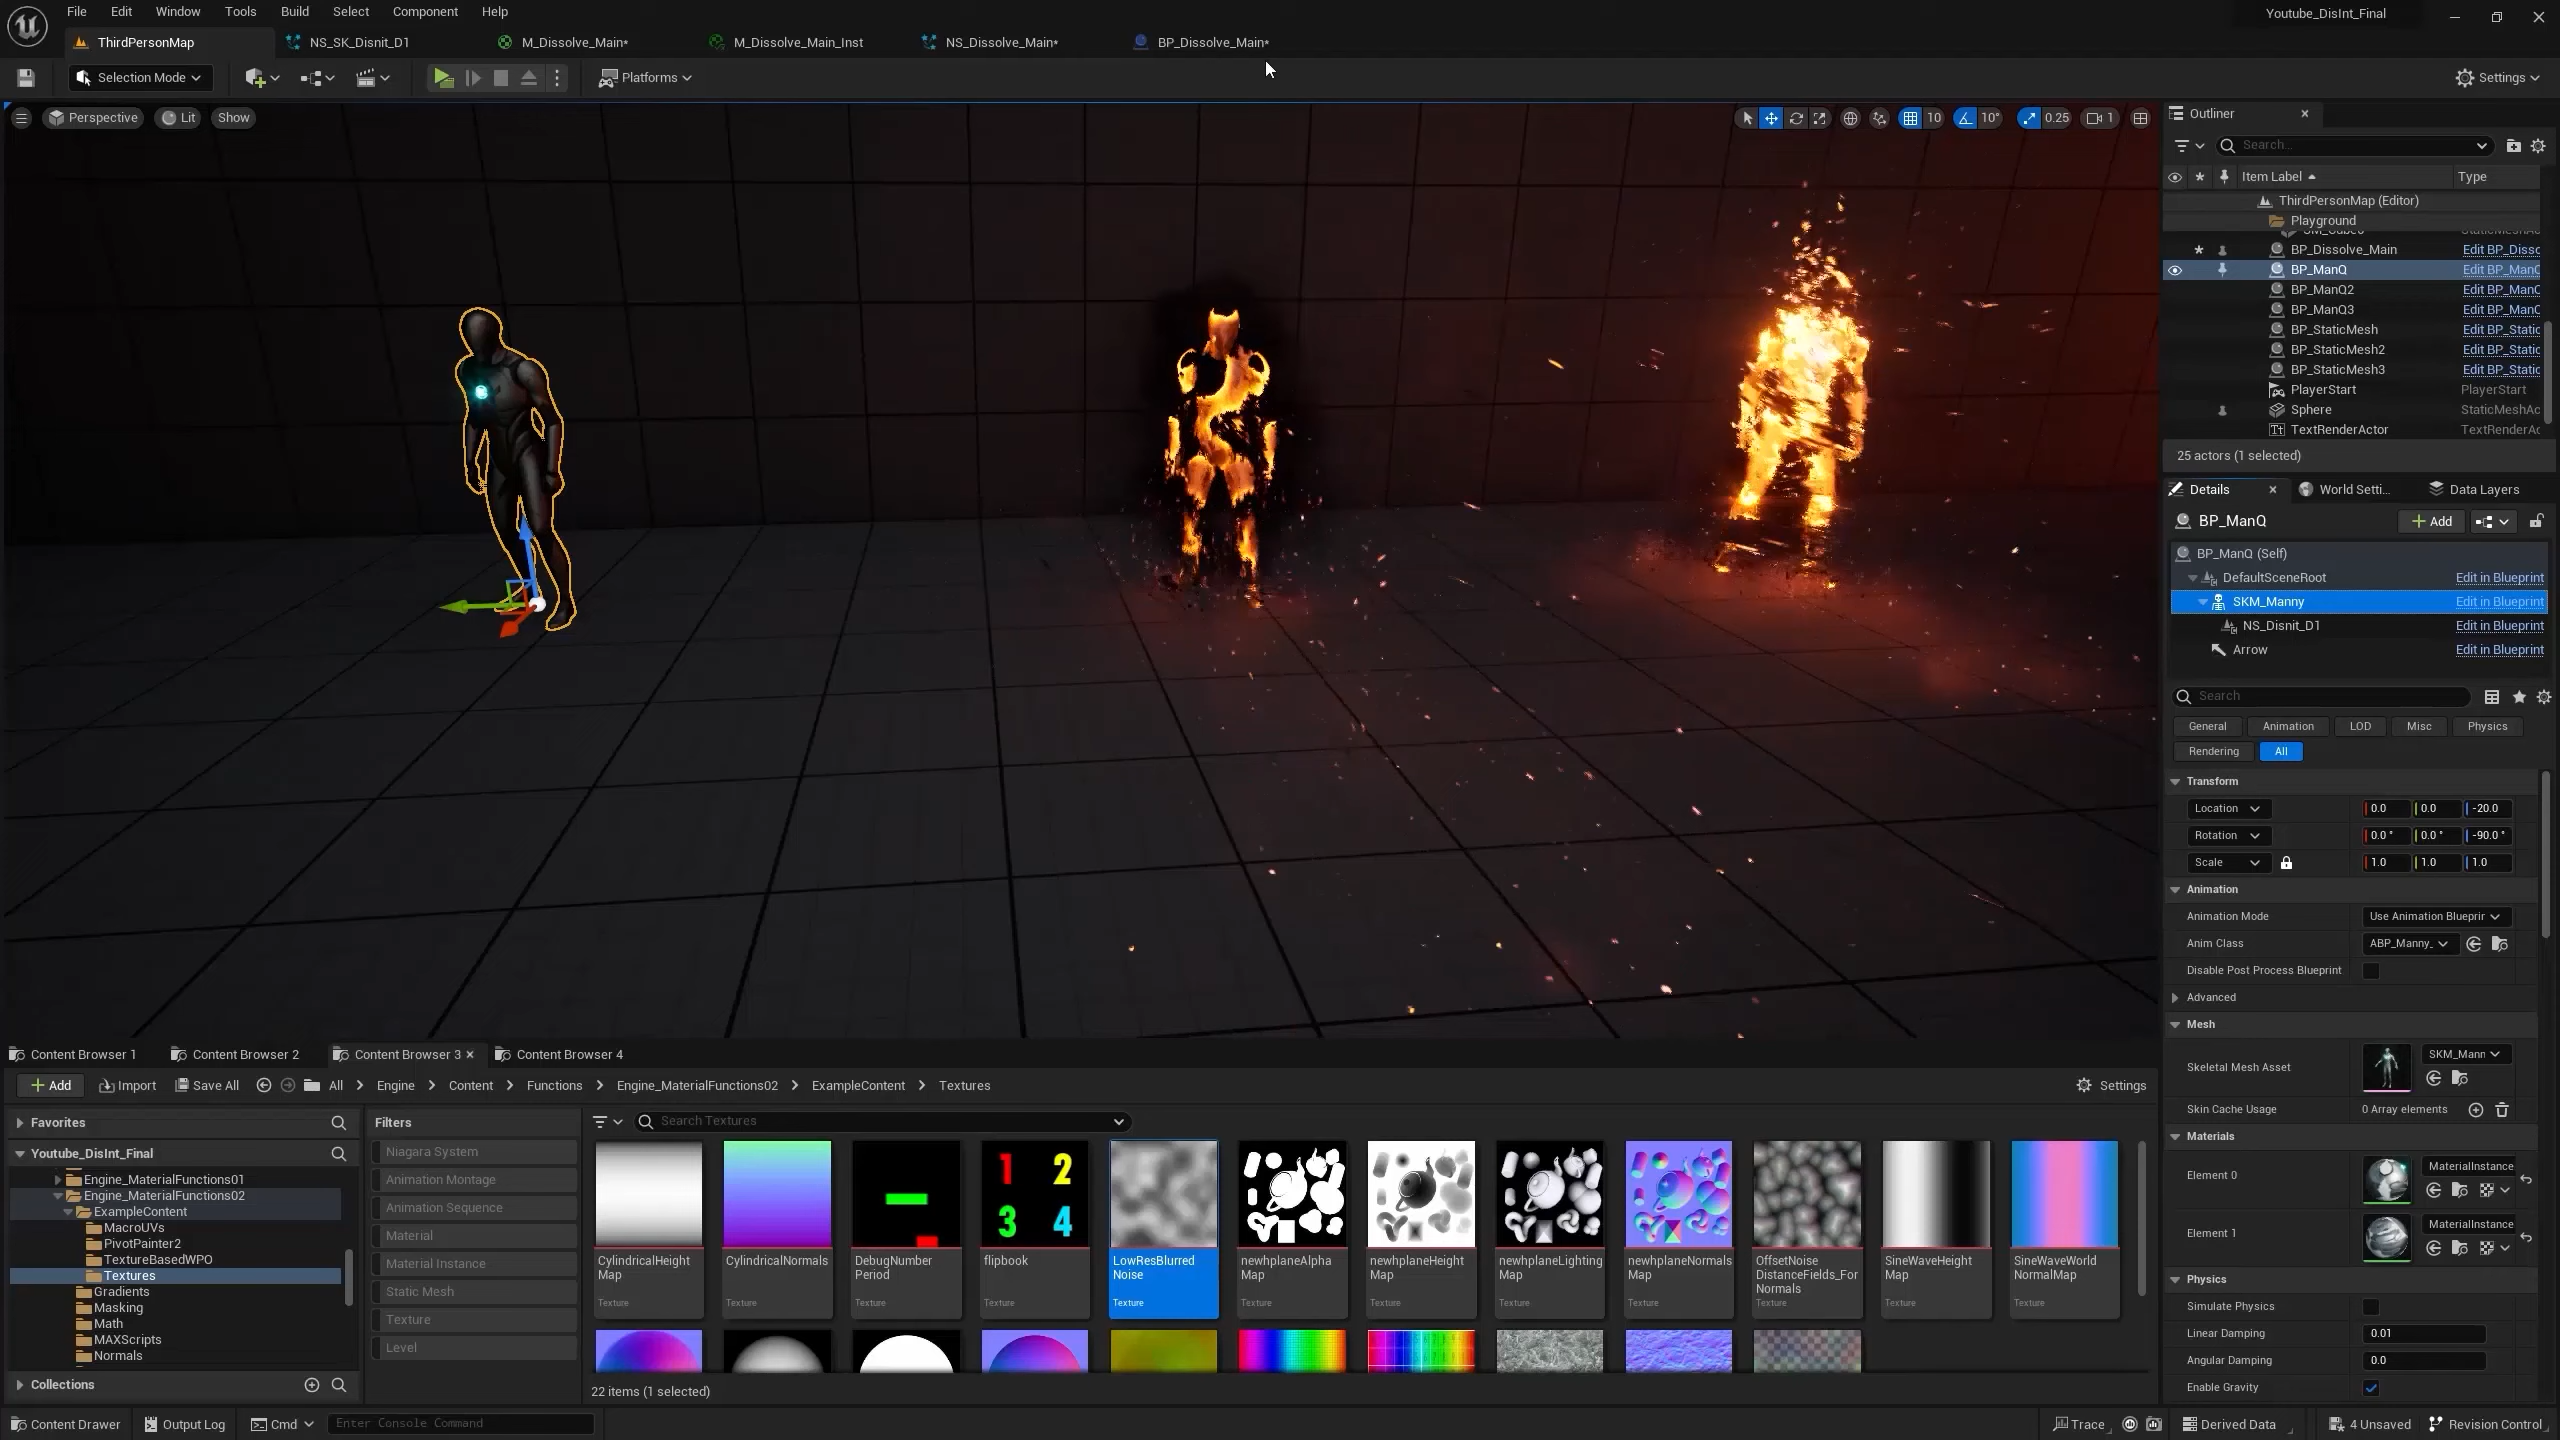 File Edit Window Tools Build Select Component Help
Youtube_DisInt_Final
ThirdPersonMap
NS_SK_Disnit_D1
M_Dissolve_Main*
M_Dissolve_Main_Inst
NS_Dissolve_Main*
BP_Dissolve_Main*
Selection Mode
Platforms
Settings
Perspective
Lit
Show
10
10°
0.25
1
Outliner
Search...
Item Label
Type
ThirdPersonMap (Editor)
Playground
BP_Dissolve_Main Edit BP_Disso
BP_ManQ Edit BP_ManQ
BP_ManQ2 Edit BP_ManQ
BP_ManQ3 Edit BP_ManQ
BP_StaticMesh Edit BP_Static
BP_StaticMesh2 Edit BP_Static
BP_StaticMesh3 Edit BP_Static
PlayerStart PlayerStart
Sphere StaticMeshAc
TextRenderActor TextRenderAc
25 actors (1 selected)
Details
World Setti...
Data Layers
BP_ManQ
Add
BP_ManQ (Self)
DefaultSceneRoot Edit in Blueprint
SKM_Manny Edit in Blueprint
NS_Disnit_D1 Edit in Blueprint
Arrow Edit in Blueprint
Search
General Animation LOD Misc Physics
Rendering All
Transform
Location 0.0 0.0 -20.0
Rotation 0.0° 0.0° -90.0°
Scale 1.0 1.0 1.0
Animation
Animation Mode Use Animation Blueprir
Anim Class ABP_Manny_
Disable Post Process Blueprint
Advanced
Mesh
Skeletal Mesh Asset SKM_Mann
Skin Cache Usage 0 Array elements
Materials
Element 0 MaterialInstance
Element 1 MaterialInstance
Physics
Simulate Physics
Linear Damping 0.01
Angular Damping 0.0
Enable Gravity
Content Browser 1
Content Browser 2
Content Browser 3
Content Browser 4
Add
Import
Save All
All > Engine > Content > Functions > Engine_MaterialFunctions02 > ExampleContent > Textures
Settings
Favorites
Youtube_DisInt_Final
Engine_MaterialFunctions01
Engine_MaterialFunctions02
ExampleContent
MacroUVs
PivotPainter2
TextureBasedWPO
Textures
Gradients
Masking
Math
MAXScripts
Normals
Collections
Filters
Niagara System
Animation Montage
Animation Sequence
Material
Material Instance
Static Mesh
Texture
Level
Search Textures
1 2
3 4
CylindricalHeight
Map
Texture
CylindricalNormals
Texture
DebugNumber
Period
Texture
flipbook
Texture
LowResBlurred
Noise
Texture
newhplaneAlpha
Map
Texture
newhplaneHeight
Map
Texture
newhplaneLighting
Map
Texture
newhplaneNormals
Map
Texture
OffsetNoise
DistanceFields_For
Normals
Texture
SineWaveHeight
Map
Texture
SineWaveWorld
NormalMap
Texture
22 items (1 selected)
Content Drawer
Output Log
Cmd
Enter Console Command
Trace
Derived Data
4 Unsaved
Revision Control